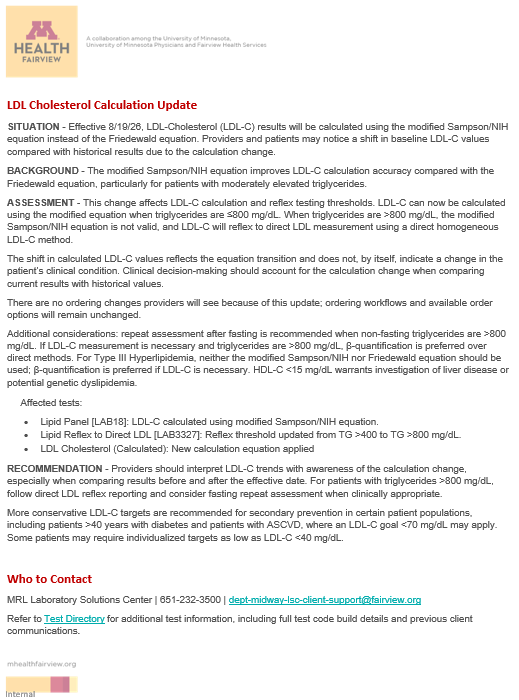 M
HEALTH
FAIRVIEW
A collaboration among the University of Minnesota,
University of Minnesota Physicians and Fairview Health Services
LDL Cholesterol Calculation Update
SITUATION - Effective 8/19/26, LDL-Cholesterol (LDL-C) results will be calculated using the modified Sampson/NIH
equation instead of the Friedewald equation. Providers and patients may notice a shift in baseline LDL-C values
compared with historical results due to the calculation change.
BACKGROUND - The modified Sampson/NIH equation improves LDL-C calculation accuracy compared with the
Friedewald equation, particularly for patients with moderately elevated triglycerides.
ASSESSMENT - This change affects LDL-C calculation and reflex testing thresholds. LDL-C can now be calculated
using the modified equation when triglycerides are ≤800 mg/dL. When triglycerides are >800 mg/dL, the modified
Sampson/NIH equation is not valid, and LDL-C will reflex to direct LDL measurement using a direct homogeneous
LDL-C method.
The shift in calculated LDL-C values reflects the equation transition and does not, by itself, indicate a change in the
patient's clinical condition. Clinical decision-making should account for the calculation change when comparing
current results with historical values.
There are no ordering changes providers will see because of this update; ordering workflows and available order
options will remain unchanged.
Additional considerations: repeat assessment after fasting is recommended when non-fasting triglycerides are >800
mg/dL. If LDL-C measurement is necessary and triglycerides are >800 mg/dL, β-quantification is preferred over
direct methods. For Type III Hyperlipidemia, neither the modified Sampson/NIH nor Friedewald equation should be
used; β-quantification is preferred if LDL-C is necessary. HDL-C <15 mg/dL warrants investigation of liver disease or
potential genetic dyslipidemia.
Affected tests:
• Lipid Panel [LAB18]: LDL-C calculated using modified Sampson/NIH equation.
• Lipid Reflex to Direct LDL [LAB3327]: Reflex threshold updated from TG >400 to TG >800 mg/dL.
• LDL Cholesterol (Calculated): New calculation equation applied
RECOMMENDATION - Providers should interpret LDL-C trends with awareness of the calculation change,
especially when comparing results before and after the effective date. For patients with triglycerides >800 mg/dL,
follow direct LDL reflex reporting and consider fasting repeat assessment when clinically appropriate.
More conservative LDL-C targets are recommended for secondary prevention in certain patient populations,
including patients >40 years with diabetes and patients with ASCVD, where an LDL-C goal <70 mg/dL may apply.
Some patients may require individualized targets as low as LDL-C <40 mg/dL.
Who to Contact
MRL Laboratory Solutions Center | 651-232-3500 | dept-midway-lsc-client-support@fairview.org
Refer to Test Directory for additional test information, including full test code build details and previous client
communications.
mhealthfairview.org
Internal